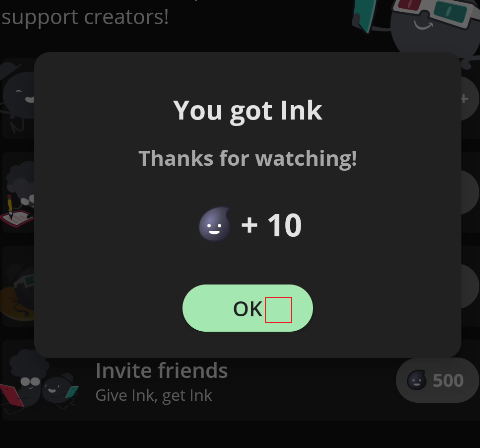 support creators!
You got Ink
Thanks for watching!
+ 10
OK
Invite friends
Give Ink, get Ink
500